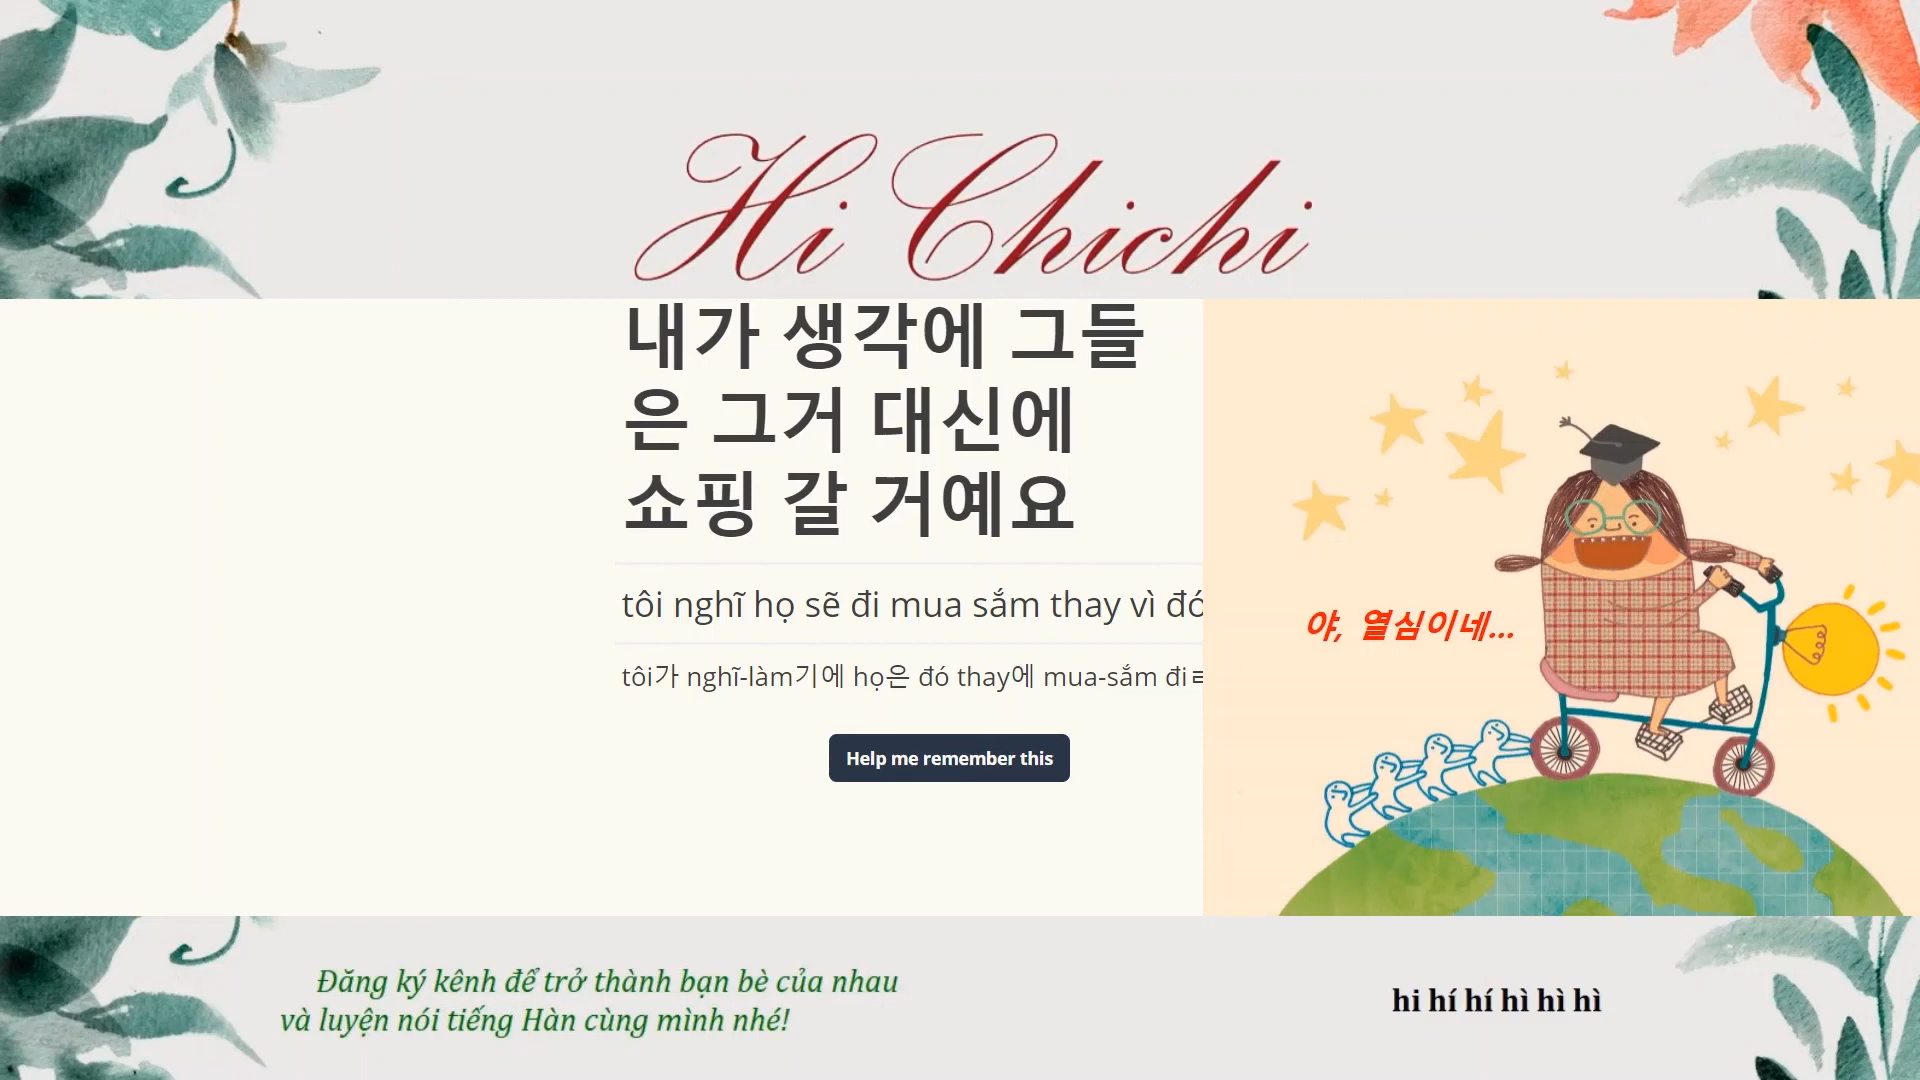 Hi Chichi
내가 생각에 그들
은 그거 대신에
쇼핑 갈 거예요
tôi nghĩ họ sẽ đi mua sắm thay vì đó
tôi가 nghĩ-làm기에 họ은 đó thay에 mua-sắm đi
Help me remember this
야, 열심이네...
Đăng ký kênh để trở thành bạn bè của nhau
và luyện nói tiếng Hàn cùng mình nhé!
hi hí hí hì hì hì